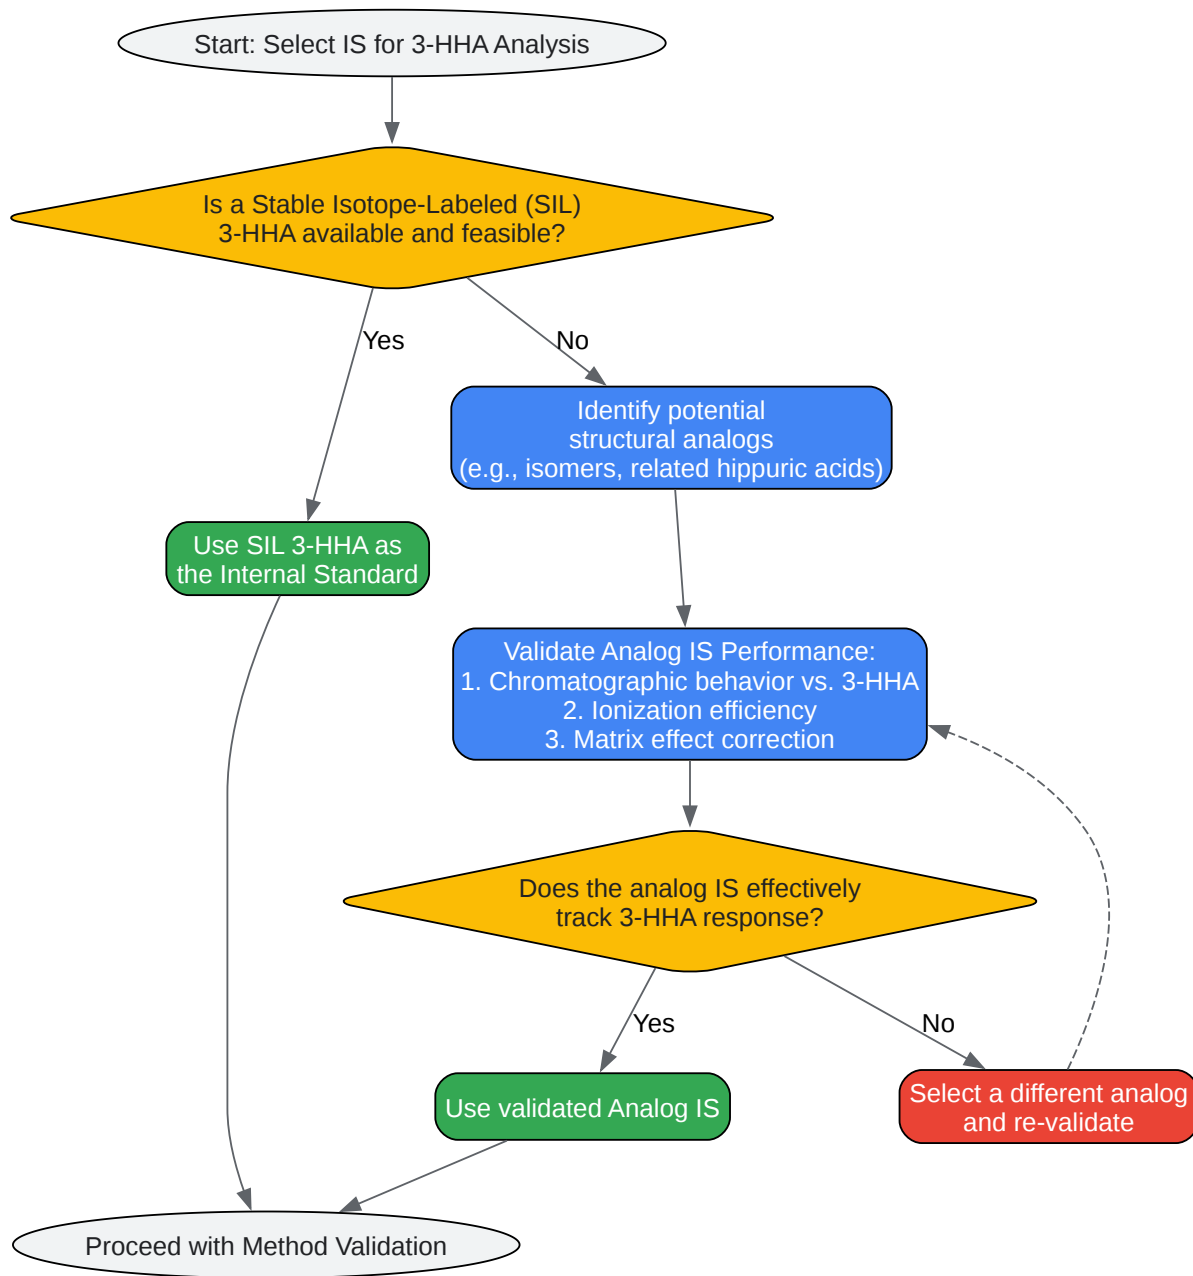 Start: Select IS for 3-HHA Analysis
Is a Stable Isotope-Labeled (SIL)
3-HHA available and feasible?
Yes
No
Identify potential
structural analogs
(e.g., isomers, related hippuric acids)
Use SIL 3-HHA as
the Internal Standard
Validate Analog IS Performance:
1. Chromatographic behavior vs. 3-HHA
2. Ionization efficiency
3. Matrix effect correction
Does the analog IS effectively
track 3-HHA response?
Yes
No
Use validated Analog IS
Select a different analog
and re-validate
Proceed with Method Validation